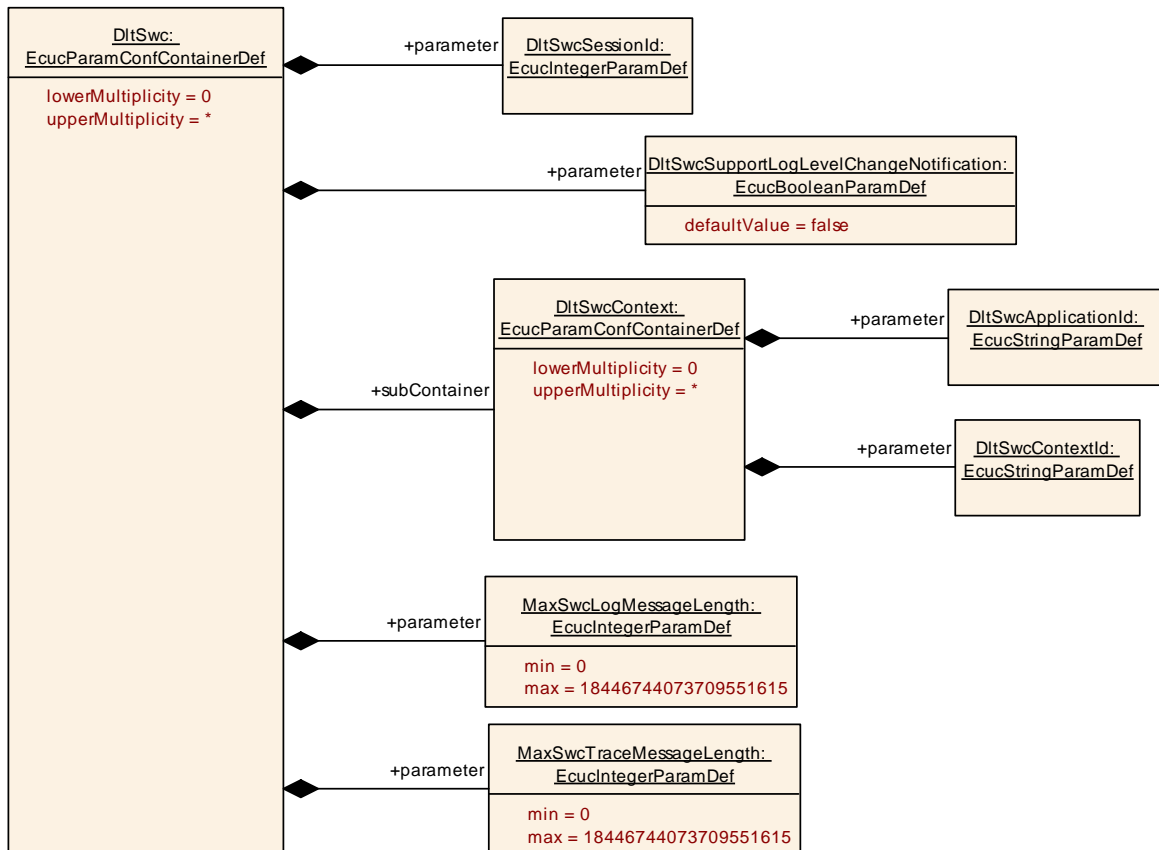 DltSwc:
EcucParamConfContainerDef
lowerMultiplicity = 0
upperMultiplicity = *
+parameter
DltSwcSessionId:
EcucIntegerParamDef
+parameter
DltSwcSupportLogLevelChangeNotification:
EcucBooleanParamDef
defaultValue = false
+subContainer
DltSwcContext:
EcucParamConfContainerDef
lowerMultiplicity = 0
upperMultiplicity = *
+parameter
DltSwcApplicationId:
EcucStringParamDef
+parameter
DltSwcContextId:
EcucStringParamDef
+parameter
MaxSwcLogMessageLength:
EcucIntegerParamDef
min = 0
max = 18446744073709551615
+parameter
MaxSwcTraceMessageLength:
EcucIntegerParamDef
min = 0
max = 18446744073709551615